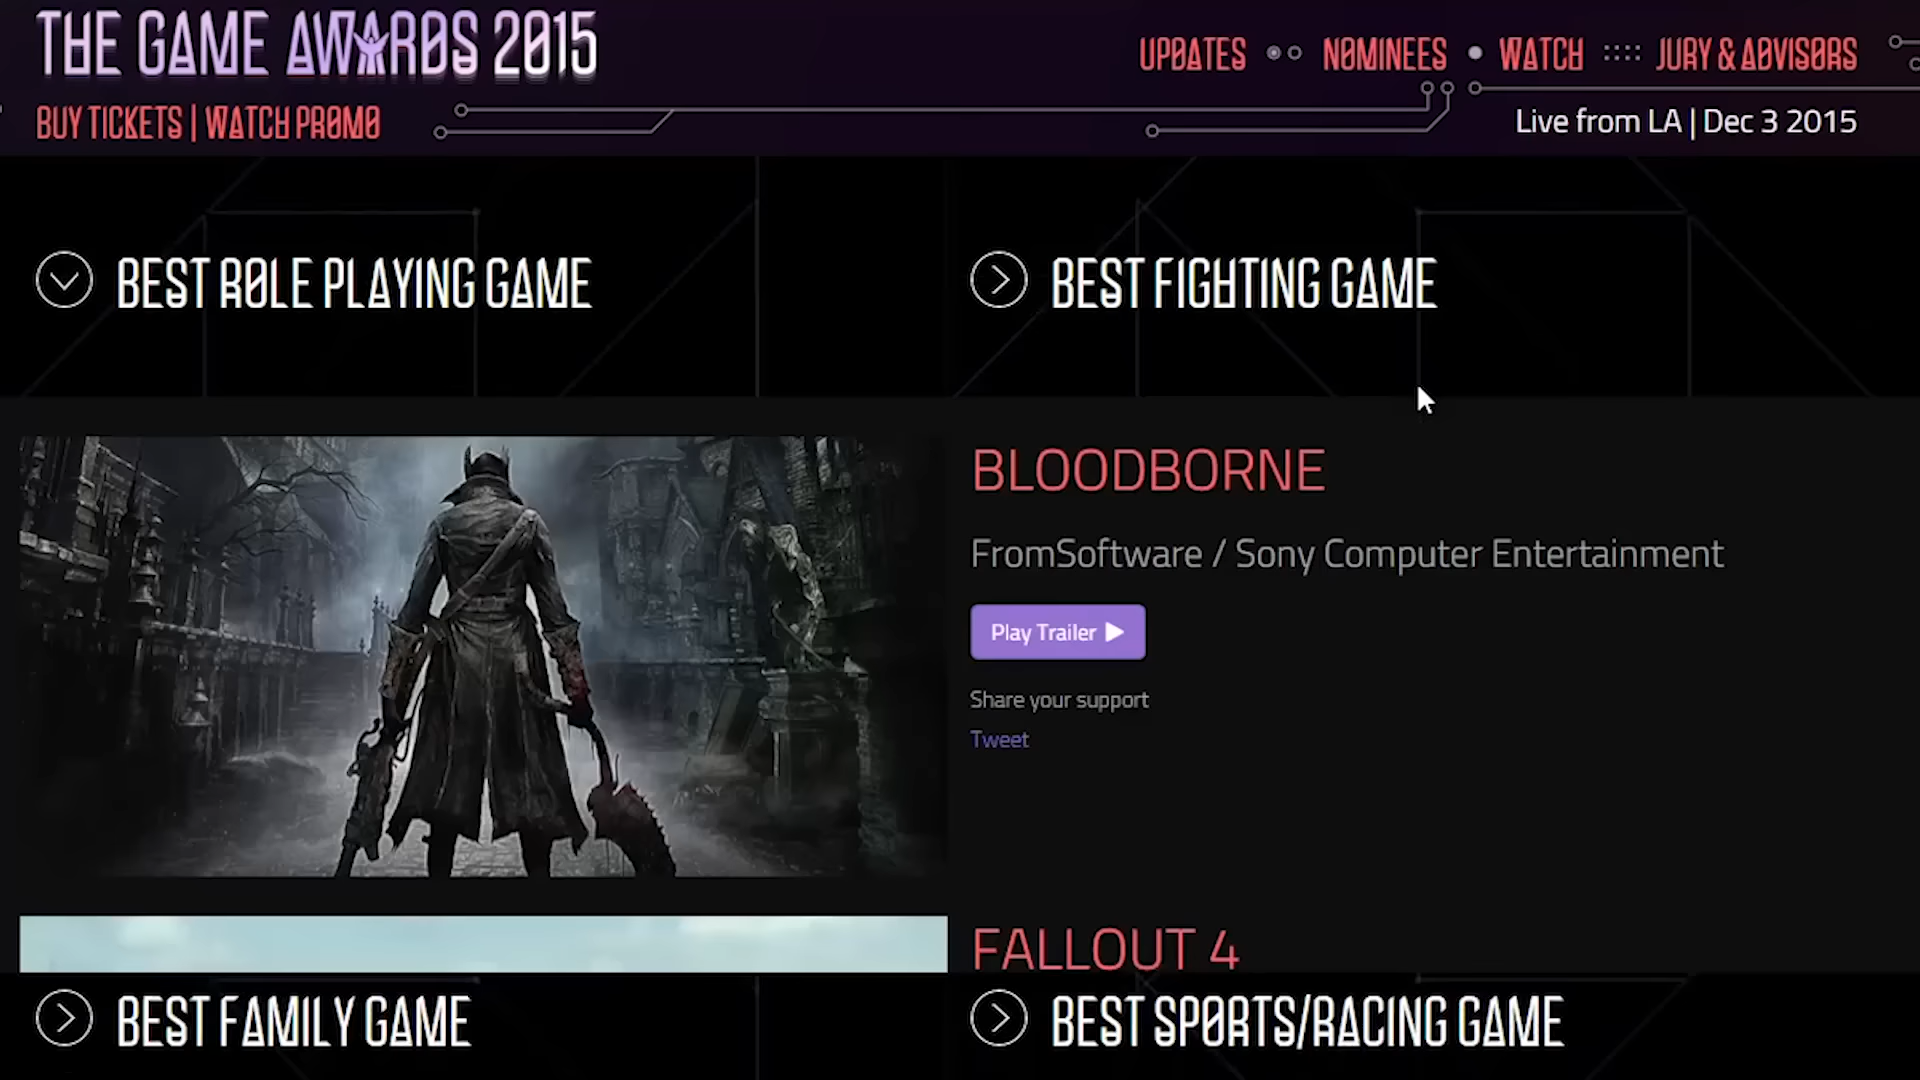 THE GAME AWARDS 2015
UPDATES
NOMINEES
WATCH
JURY & ADVISORS
BUY TICKETS | WATCH PROMO
Live from LA | Dec 3 2015
BEST ROLE PLAYING GAME
BEST FIGHTING GAME
BLOODBORNE
FromSoftware / Sony Computer Entertainment
Play Trailer
Share your support
Tweet
FALLOUT 4
BEST FAMILY GAME
BEST SPORTS/RACING GAME